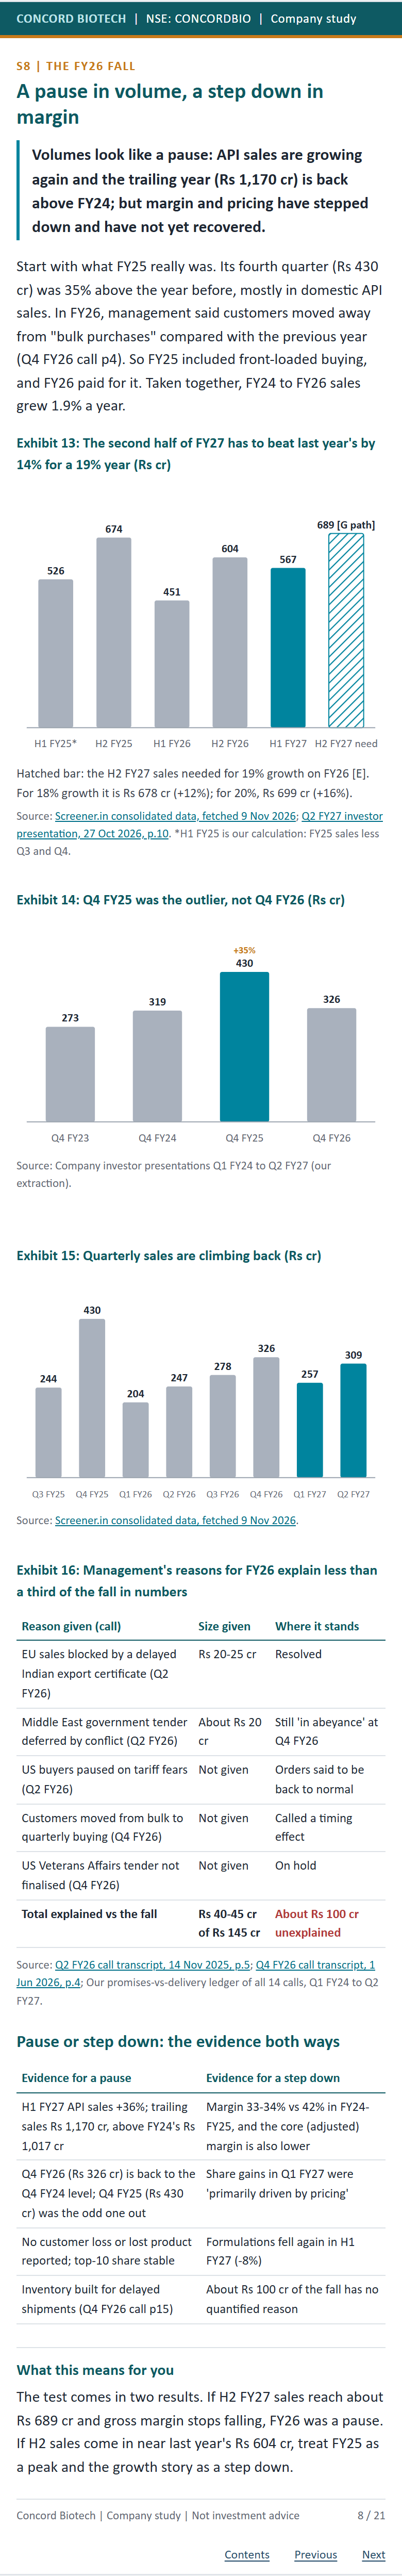 CONCORD BIOTECH | NSE: CONCORDBIO | Company study
S8 | THE FY26 FALL
A pause in volume, a step down in
margin
Volumes look like a pause: API sales are growing
again and the trailing year (Rs 1,170 cr) is back
above FY24; but margin and pricing have stepped
down and have not yet recovered.
Start with what FY25 really was. Its fourth quarter (Rs 430
cr) was 35% above the year before, mostly in domestic API
sales. In FY26, management said customers moved away
from "bulk purchases" compared with the previous year
(Q4 FY26 call p4). So FY25 included front-loaded buying,
and FY26 paid for it. Taken together, FY24 to FY26 sales
grew 1.9% a year.
Exhibit 13: The second half of FY27 has to beat last year's by
14% for a 19% year (Rs cr)
526
674
451
604
567
689 [G path]
H1 FY25*
H2 FY25
H1 FY26
H2 FY26
H1 FY27
H2 FY27 need
Hatched bar: the H2 FY27 sales needed for 19% growth on FY26 [E].
For 18% growth it is Rs 678 cr (+12%); for 20%, Rs 699 cr (+16%).
Source: Screener.in consolidated data, fetched 9 Nov 2026; Q2 FY27 investor
presentation, 27 Oct 2026, p.10. *H1 FY25 is our calculation: FY25 sales less
Q3 and Q4.
Exhibit 14: Q4 FY25 was the outlier, not Q4 FY26 (Rs cr)
273
319
+35%
430
326
Q4 FY23
Q4 FY24
Q4 FY25
Q4 FY26
Source: Company investor presentations Q1 FY24 to Q2 FY27 (our
extraction).
Exhibit 15: Quarterly sales are climbing back (Rs cr)
244
430
204
247
278
326
257
309
Q3 FY25
Q4 FY25
Q1 FY26
Q2 FY26
Q3 FY26
Q4 FY26
Q1 FY27
Q2 FY27
Source: Screener.in consolidated data, fetched 9 Nov 2026.
Exhibit 16: Management's reasons for FY26 explain less than
a third of the fall in numbers
Reason given (call)
Size given
Where it stands
EU sales blocked by a delayed
Indian export certificate (Q2
FY26)
Rs 20-25 cr
Resolved
Middle East government tender
deferred by conflict (Q2 FY26)
About Rs 20
cr
Still 'in abeyance' at
Q4 FY26
US buyers paused on tariff fears
(Q2 FY26)
Not given
Orders said to be
back to normal
Customers moved from bulk to
quarterly buying (Q4 FY26)
Not given
Called a timing
effect
US Veterans Affairs tender not
finalised (Q4 FY26)
Not given
On hold
Total explained vs the fall
Rs 40-45 cr
of Rs 145 cr
About Rs 100 cr
unexplained
Source: Q2 FY26 call transcript, 14 Nov 2025, p.5; Q4 FY26 call transcript, 1
Jun 2026, p.4; Our promises-vs-delivery ledger of all 14 calls, Q1 FY24 to Q2
FY27.
Pause or step down: the evidence both ways
Evidence for a pause
Evidence for a step down
H1 FY27 API sales +36%; trailing
sales Rs 1,170 cr, above FY24's Rs
1,017 cr
Margin 33-34% vs 42% in FY24-
FY25, and the core (adjusted)
margin is also lower
Q4 FY26 (Rs 326 cr) is back to the
Q4 FY24 level; Q4 FY25 (Rs 430
cr) was the odd one out
Share gains in Q1 FY27 were
'primarily driven by pricing'
No customer loss or lost product
reported; top-10 share stable
Formulations fell again in H1
FY27 (-8%)
Inventory built for delayed
shipments (Q4 FY26 call p15)
About Rs 100 cr of the fall has no
quantified reason
What this means for you
The test comes in two results. If H2 FY27 sales reach about
Rs 689 cr and gross margin stops falling, FY26 was a pause.
If H2 sales come in near last year's Rs 604 cr, treat FY25 as
a peak and the growth story as a step down.
Concord Biotech | Company study | Not investment advice
8 / 21
Contents
Previous
Next